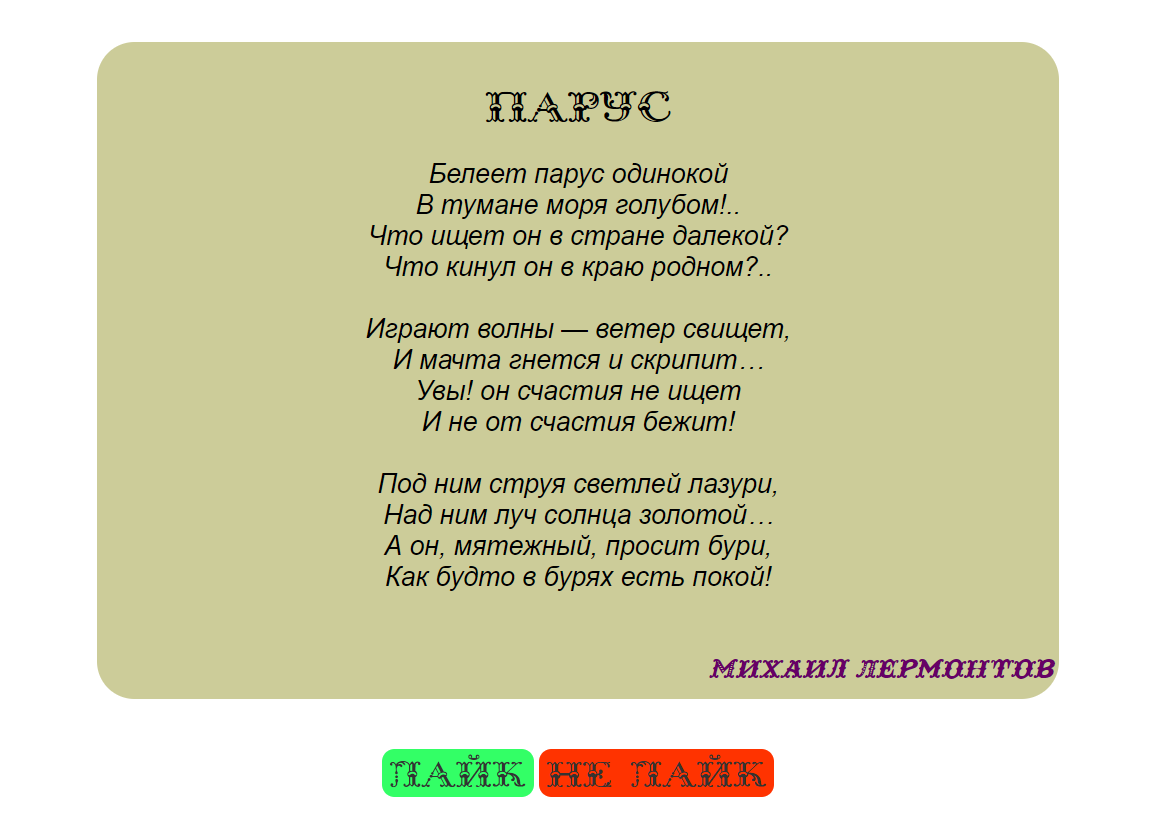 ПАРУС
Белеет парус одинокой
В тумане моря голубом!..
Что ищет он в стране далекой?
Что кинул он в краю родном?..
Играют волны — ветер свищет,
И мачта гнется и скрипит…
Увы! он счастия не ищет
И не от счастия бежит!
Под ним струя светлей лазури,
Над ним луч солнца золотой…
А он, мятежный, просит бури,
Как будто в бурях есть покой!
МИХАИЛ ЛЕРМОНТОВ
ЛАЙК НЕ ЛАЙК